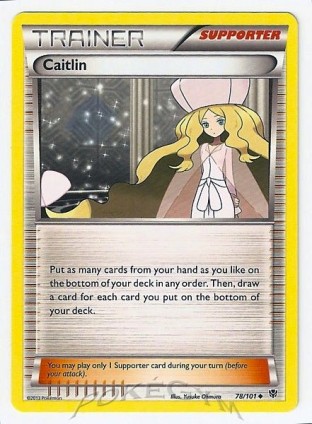 TRAINER
SUPPORTER
Caitlin
Put as many cards from your hand as you like on
the bottom of your deck in any order. Then, draw
a card for each card you put on the bottom of
your deck.
You may play only 1 Supporter card during your turn (before
your attack).
©2013 Pokémon
Illus. Yusuke Ohmura
78/101
POKÉGYM